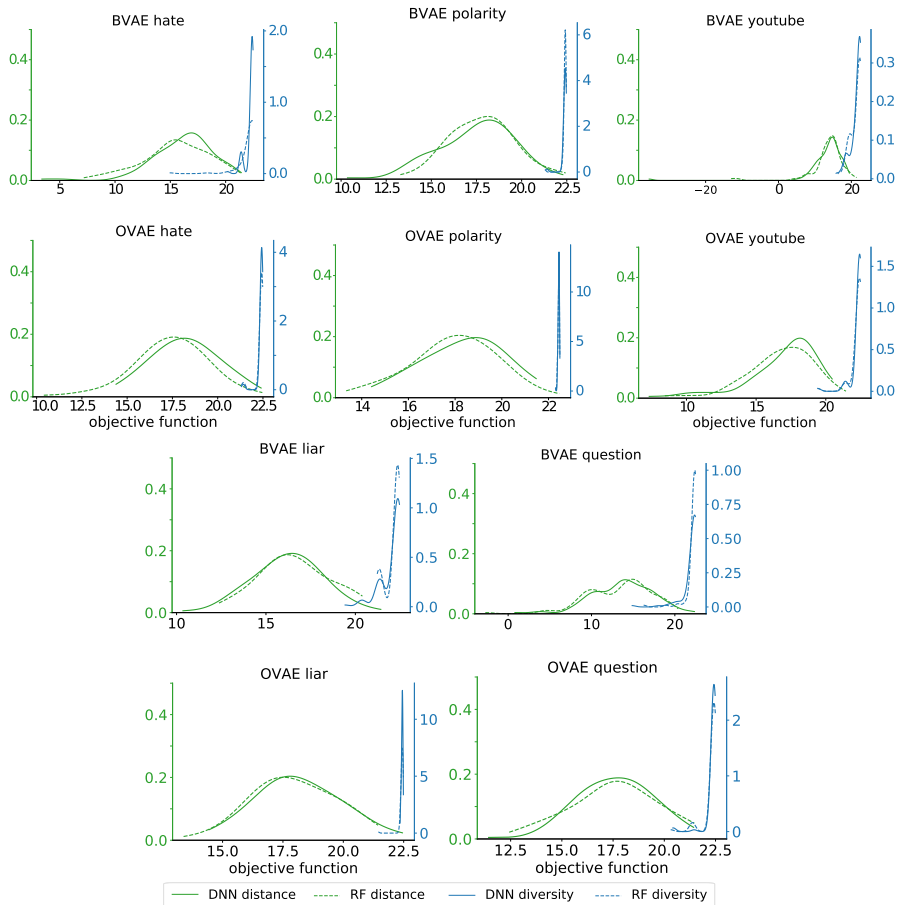 BVAE hate
BVAE polarity
BVAE youtube
0.4
0.2
0.0
2.0
1.0
0.0
5 10 15 20
0.4
0.2
0.0
6
4
2
0
10.0 12.5 15.0 17.5 20.0 22.5
0.4
0.2
0.0
0.3
0.2
0.1
0.0
−20 0 20
OVAE hate
OVAE polarity
OVAE youtube
0.4
0.2
0.0
4
2
0
10.0 12.5 15.0 17.5 20.0 22.5
objective function
0.4
0.2
0.0
10
5
0
14 16 18 20 22
objective function
0.4
0.2
0.0
1.5
1.0
0.5
0.0
10 15 20
objective function
BVAE liar
BVAE question
0.4
0.2
0.0
1.5
1.0
0.5
0.0
10 15 20
0.4
0.2
0.0
1.00
0.75
0.50
0.25
0.00
0 10 20
OVAE liar
OVAE question
0.4
0.2
0.0
10
5
0
15.0 17.5 20.0 22.5
objective function
0.4
0.2
0.0
2
1
0
12.5 15.0 17.5 20.0 22.5
objective function
DNN distance RF distance DNN diversity RF diversity